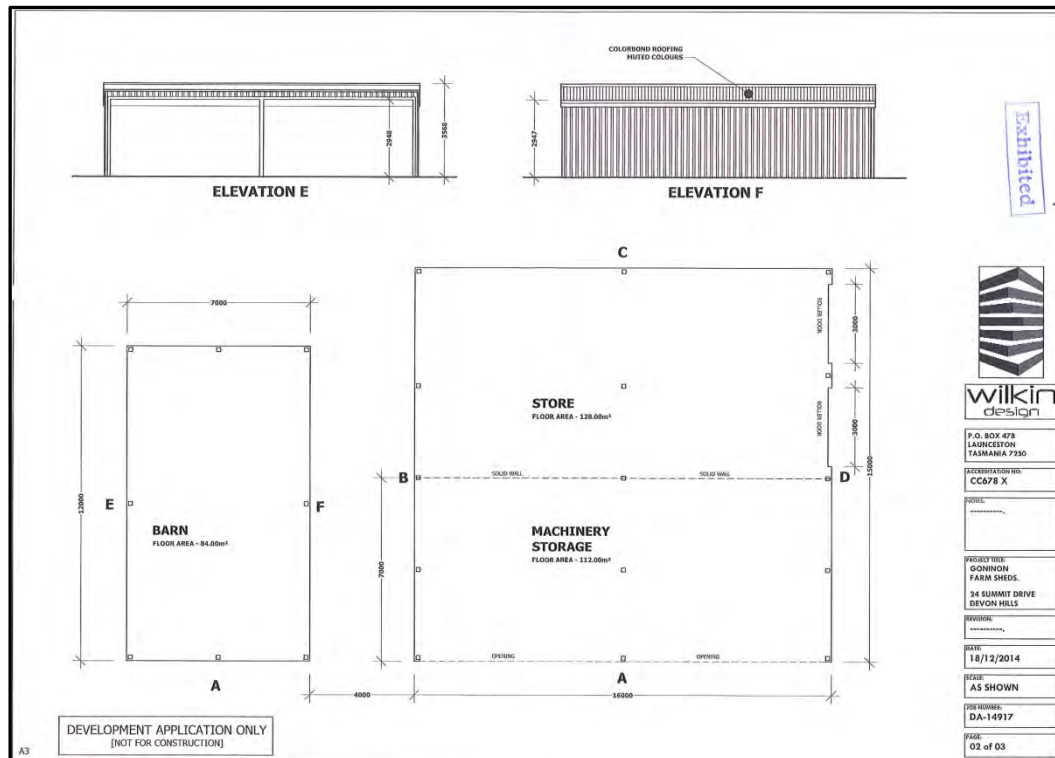 COLORBOND ROOFING
MUTED COLOURS
2948
3568
ELEVATION E
2947
ELEVATION F
Exhibited
7000
12000
E
F
BARN
FLOOR AREA - 84.00m²
A
4000
C
ROLLER DOOR
3000
STORE
FLOOR AREA - 128.00m²
ROLLER DOOR
3000
15000
B
SOLID WALL
SOLID WALL
D
MACHINERY
STORAGE
FLOOR AREA - 112.00m²
7000
OPENING
OPENING
A
16000
wilkin
design
P.O. BOX 478
LAUNCESTON
TASMANIA 7250
ACCREDITATION NO:
CC678 X
NOTES:
----------.
PROJECT TITLE:
GONINON
FARM SHEDS.
24 SUMMIT DRIVE
DEVON HILLS
REVISION:
----------.
DATE:
18/12/2014
SCALE:
AS SHOWN
JOB NUMBER:
DA-14917
PAGE:
02 of 03
DEVELOPMENT APPLICATION ONLY
[NOT FOR CONSTRUCTION]
A3